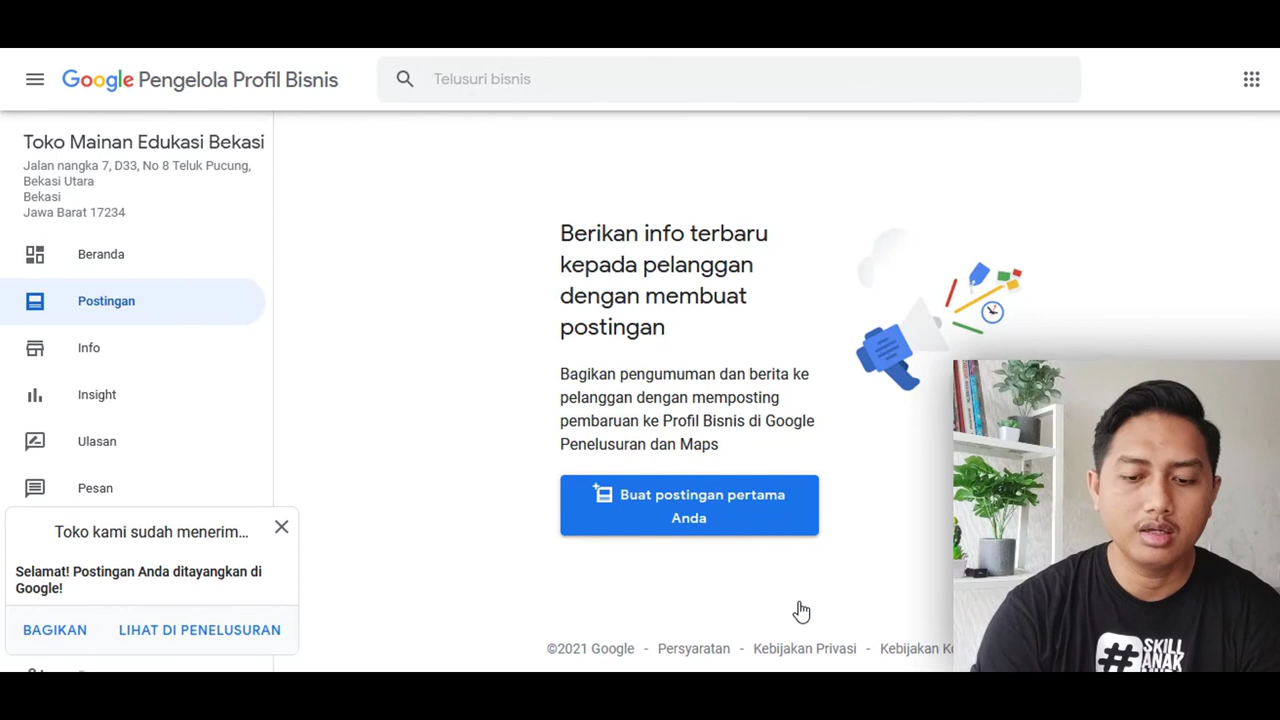 Google Pengelola Profil Bisnis
Telusuri bisnis
Toko Mainan Edukasi Bekasi
Jalan nangka 7, D33, No 8 Teluk Pucung,
Bekasi Utara
Bekasi
Jawa Barat 17234
Beranda
Postingan
Info
Insight
Ulasan
Pesan
Toko kami sudah menerim...
Selamat! Postingan Anda ditayangkan di
Google!
BAGIKAN LIHAT DI PENELUSURAN
Berikan info terbaru
kepada pelanggan
dengan membuat
postingan
Bagikan pengumuman dan berita ke
pelanggan dengan memposting
pembaruan ke Profil Bisnis di Google
Penelusuran dan Maps
Buat postingan pertama
Anda
©2021 Google - Persyaratan - Kebijakan Privasi - Kebijakan
#SKILL
ANAK